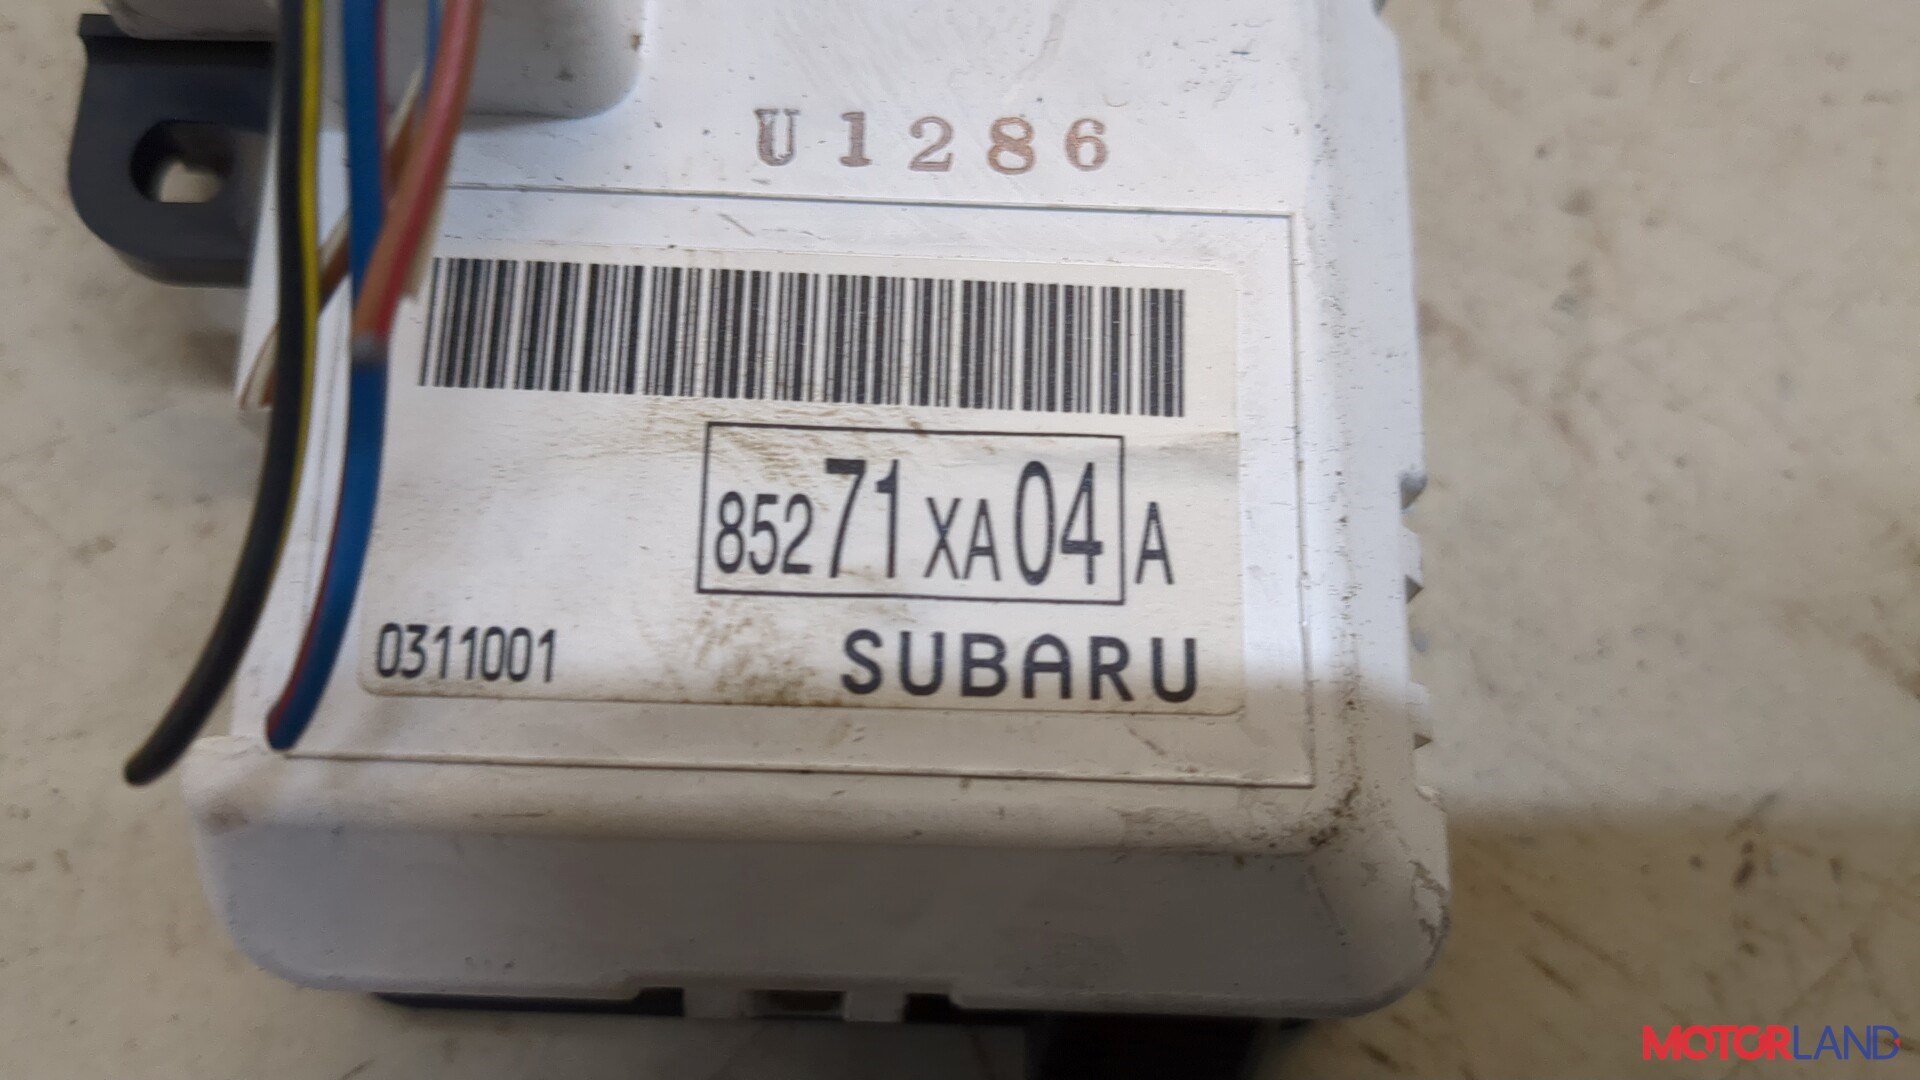 U1286
85271XA04A
0311001 SUBARU
MOTORLAND